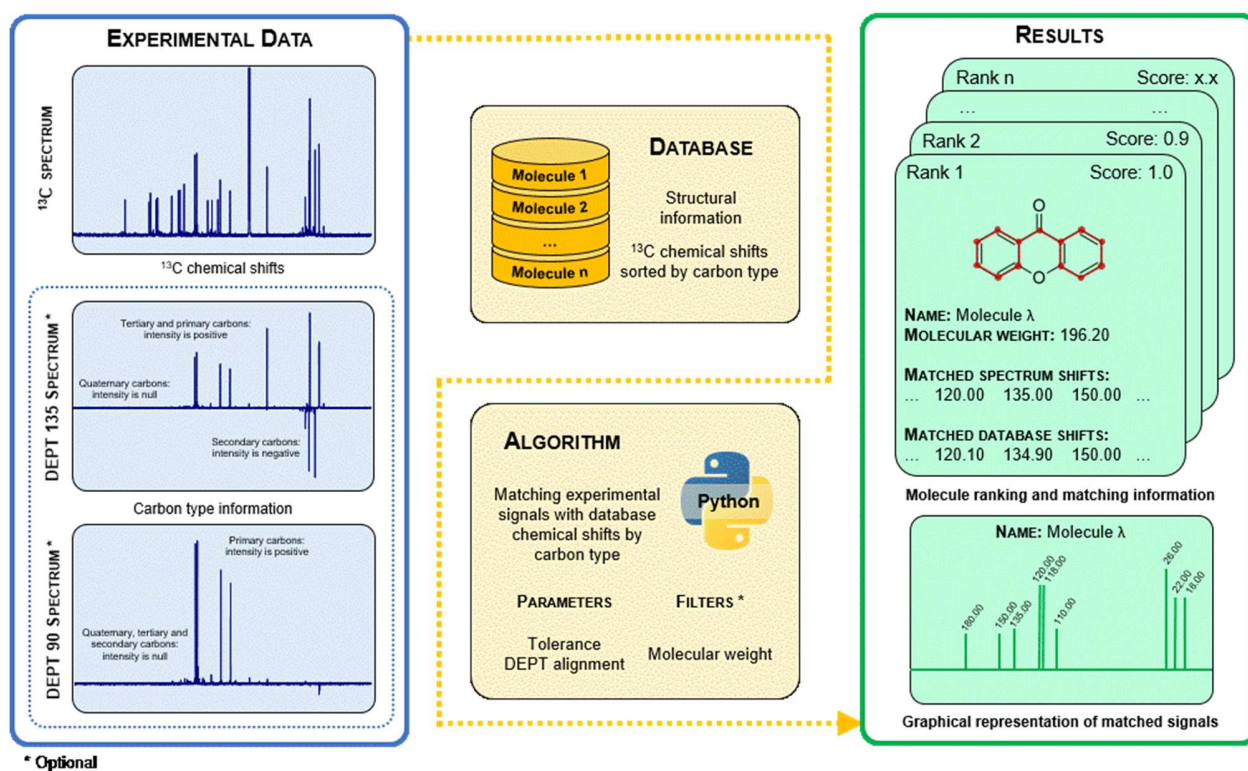 EXPERIMENTAL DATA
¹³C SPECTRUM
¹³C chemical shifts
DEPT 135 SPECTRUM*
Tertiary and primary carbons:
intensity is positive
Quaternary carbons:
intensity is null
Secondary carbons:
intensity is negative
Carbon type information
DEPT 90 SPECTRUM*
Primary carbons:
intensity is positive
Quaternary, tertiary and
secondary carbons:
intensity is null
* Optional
DATABASE
Molecule 1
Molecule 2
...
Molecule n
Structural
information
¹³C chemical shifts
sorted by carbon type
ALGORITHM
Matching experimental
signals with database
chemical shifts by
carbon type
Python
PARAMETERS
Tolerance
DEPT alignment
FILTERS *
Molecular weight
RESULTS
Rank n Score: x.x
... ...
Rank 2 Score: 0.9
Rank 1 Score: 1.0
O
O
NAME: Molecule λ
MOLECULAR WEIGHT: 196.20
MATCHED SPECTRUM SHIFTS:
... 120.00 135.00 150.00 ...
MATCHED DATABASE SHIFTS:
... 120.10 134.90 150.00 ...
Molecule ranking and matching information
NAME: Molecule λ
180.00
150.00
135.00
120.00
118.00
110.00
26.00
22.00
18.00
Graphical representation of matched signals